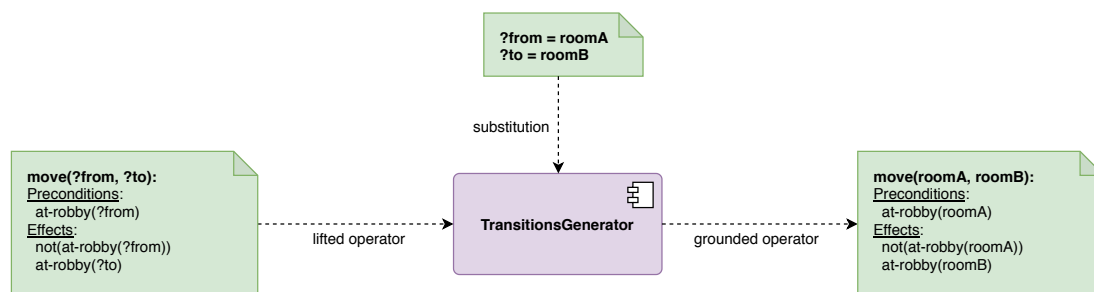 ?from = roomA
?to = roomB
substitution
move(?from, ?to):
Preconditions:
at-robby(?from)
Effects:
not(at-robby(?from))
at-robby(?to)
lifted operator
TransitionsGenerator
grounded operator
move(roomA, roomB):
Preconditions:
at-robby(roomA)
Effects:
not(at-robby(roomA))
at-robby(roomB)